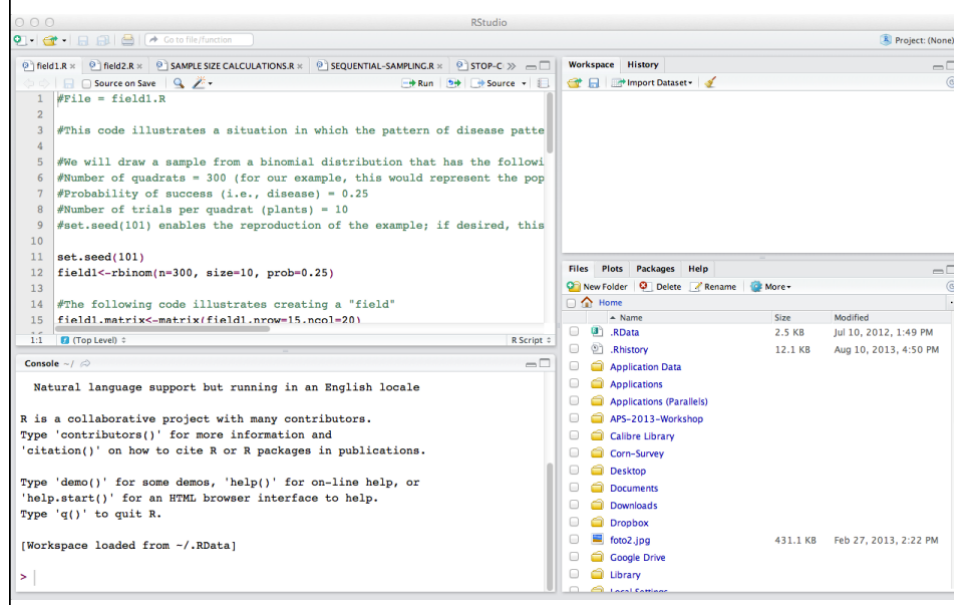 RStudio
Go to file/function
Project: (None)
field1.R × field2.R × SAMPLE SIZE CALCULATIONS.R × SEQUENTIAL-SAMPLING.R × STOP-C
Source on Save Run Source
1 #File = field1.R
2
3 #This code illustrates a situation in which the pattern of disease patte
4
5 #We will draw a sample from a binomial distribution that has the followi
6 #Number of quadrats = 300 (for our example, this would represent the pop
7 #Probability of success (i.e., disease) = 0.25
8 #Number of trials per quadrat (plants) = 10
9 #set.seed(101) enables the reproduction of the example; if desired, this
10
11 set.seed(101)
12 field1<-rbinom(n=300, size=10, prob=0.25)
13
14 #The following code illustrates creating a "field"
15 field1.matrix<-matrix(field1,nrow=15,ncol=20)
1:1 (Top Level) R Script
Console ~/
Natural language support but running in an English locale
R is a collaborative project with many contributors.
Type 'contributors()' for more information and
'citation()' on how to cite R or R packages in publications.
Type 'demo()' for some demos, 'help()' for on-line help, or
'help.start()' for an HTML browser interface to help.
Type 'q()' to quit R.
[Workspace loaded from ~/.RData]
>
Workspace History
Import Dataset
Files Plots Packages Help
New Folder Delete Rename More
Home
Name Size Modified
.RData 2.5 KB Jul 10, 2012, 1:49 PM
.Rhistory 12.1 KB Aug 10, 2013, 4:50 PM
Application Data
Applications
Applications (Parallels)
APS-2013-Workshop
Calibre Library
Corn-Survey
Desktop
Documents
Downloads
Dropbox
foto2.jpg 431.1 KB Feb 27, 2013, 2:22 PM
Google Drive
Library
Local Settings